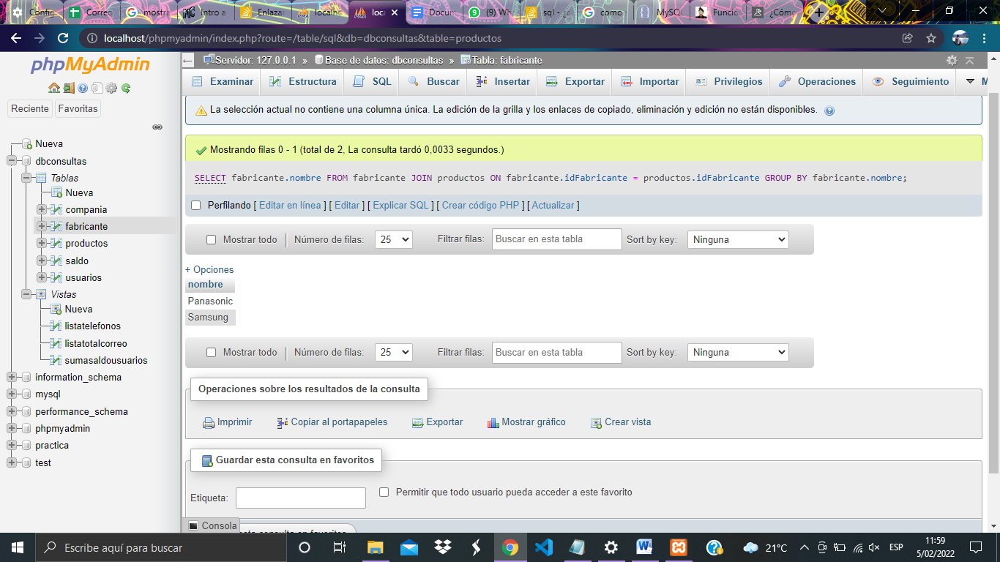 Config
Correo
mostra
Intro a
Enlazar
localho
loca
Docum
(9) Wh
sql - ¿c
como
MySQ
Funció
¿Cómo
localhost/phpmyadmin/index.php?route=/table/sql&db=dbconsultas&table=productos
phpMyAdmin
Reciente Favoritas
Nueva
dbconsultas
Tablas
Nueva
compania
fabricante
productos
saldo
usuarios
Vistas
Nueva
listatelefonos
listatotalcorreo
sumasaldousuarios
information_schema
mysql
performance_schema
phpmyadmin
practica
test
Servidor: 127.0.0.1 » Base de datos: dbconsultas » Tabla: fabricante
Examinar Estructura SQL Buscar Insertar Exportar Importar Privilegios Operaciones Seguimiento M
La selección actual no contiene una columna única. La edición de la grilla y los enlaces de copiado, eliminación y edición no están disponibles.
Mostrando filas 0 - 1 (total de 2, La consulta tardó 0,0033 segundos.)
SELECT fabricante.nombre FROM fabricante JOIN productos ON fabricante.idFabricante = productos.idFabricante GROUP BY fabricante.nombre;
Perfilando [ Editar en línea ] [ Editar ] [ Explicar SQL ] [ Crear código PHP ] [ Actualizar ]
Mostrar todo | Número de filas: 25 Filtrar filas: Buscar en esta tabla Sort by key: Ninguna
+ Opciones
nombre
Panasonic
Samsung
Mostrar todo | Número de filas: 25 Filtrar filas: Buscar en esta tabla Sort by key: Ninguna
Operaciones sobre los resultados de la consulta
Imprimir Copiar al portapapeles Exportar Mostrar gráfico Crear vista
Guardar esta consulta en favoritos
Etiqueta: Permitir que todo usuario pueda acceder a este favorito
Consola
esta consulta en favoritos
Escribe aquí para buscar
21°C
ESP
11:59
5/02/2022